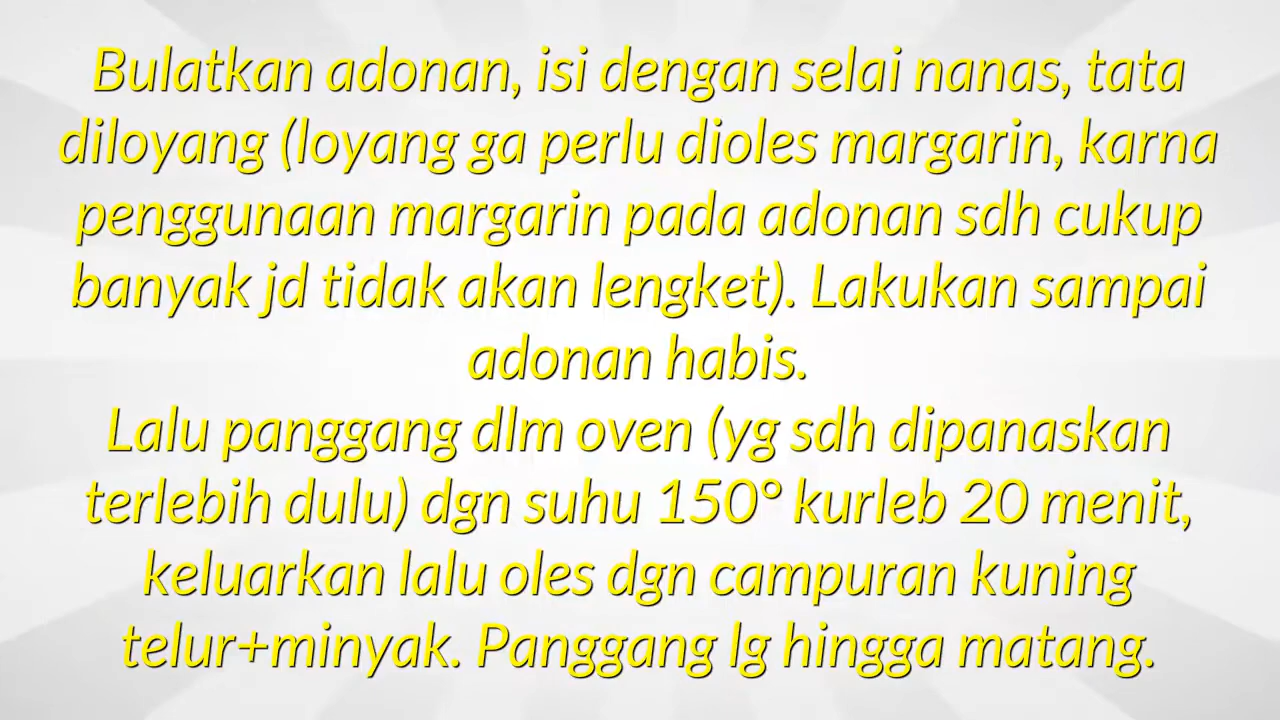 Bulatkan adonan, isi dengan selai nanas, tata
diloyang (loyang ga perlu dioles margarin, karna
penggunaan margarin pada adonan sdh cukup
banyak jd tidak akan lengket). Lakukan sampai
adonan habis.
Lalu panggang dlm oven (yg sdh dipanaskan
terlebih dulu) dgn suhu 150° kurleb 20 menit,
keluarkan lalu oles dgn campuran kuning
telur+minyak. Panggang lg hingga matang.